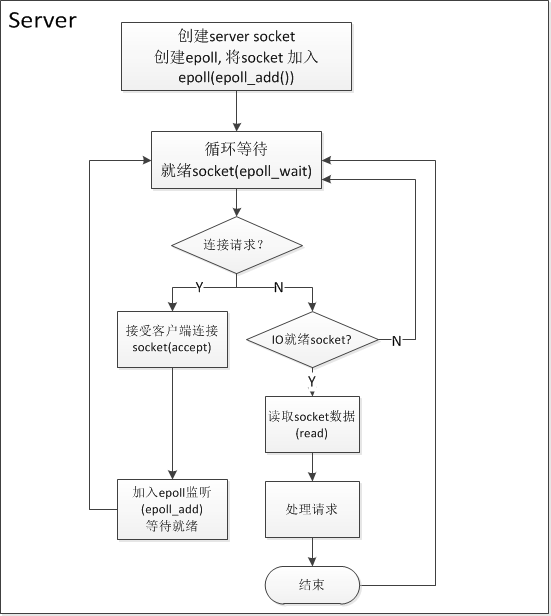 Server
创建server socket
创建epoll, 将socket 加入
epoll(epoll_add())
循环等待
就绪socket(epoll_wait)
连接请求?
Y
N
接受客户端连接
socket(accept)
IO就绪socket?
N
Y
读取socket数据
(read)
加入epoll监听
(epoll_add)
等待就绪
处理请求
结束